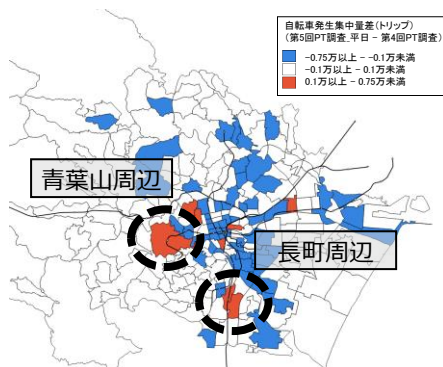 自転車発生集中量差(トリップ)
(第5回PT調査_平日 - 第4回PT調査)
-0.75万以上 - -0.1万未満
-0.1万以上 - 0.1万未満
0.1万以上 - 0.75万未満
青葉山周辺
長町周辺